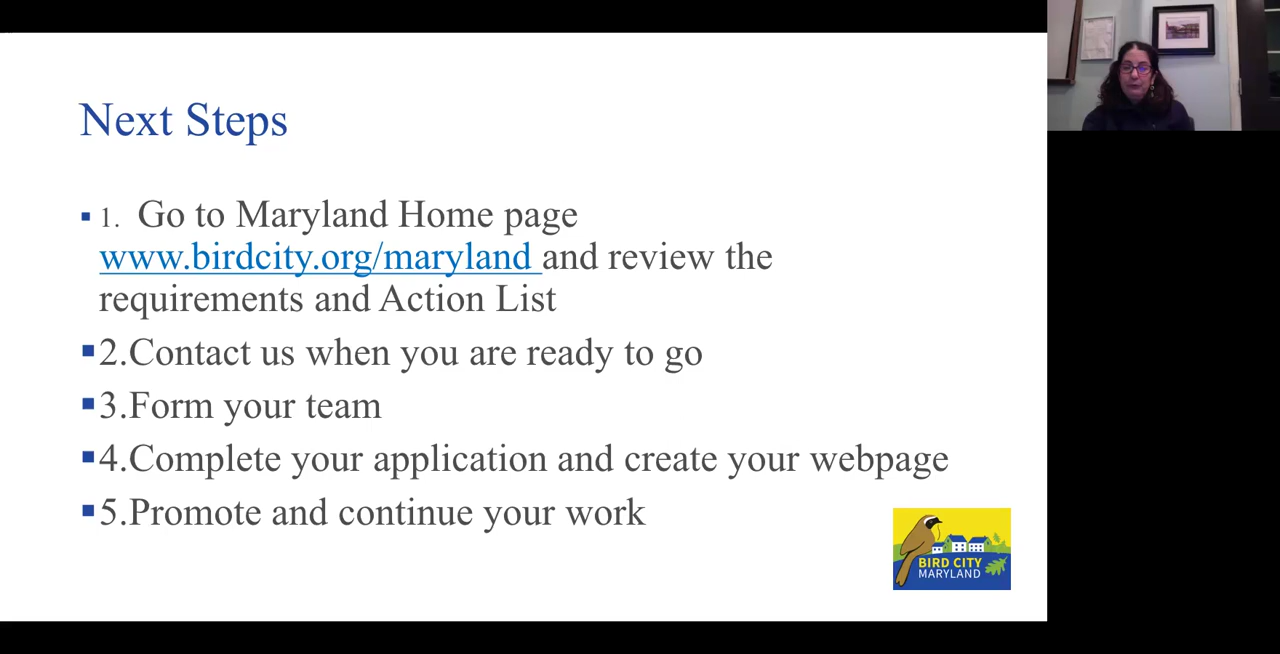 Next Steps
▪ 1. Go to Maryland Home page
www.birdcity.org/maryland and review the
requirements and Action List
▪2.Contact us when you are ready to go
▪3.Form your team
▪4.Complete your application and create your webpage
▪5.Promote and continue your work
BIRD CITY
MARYLAND